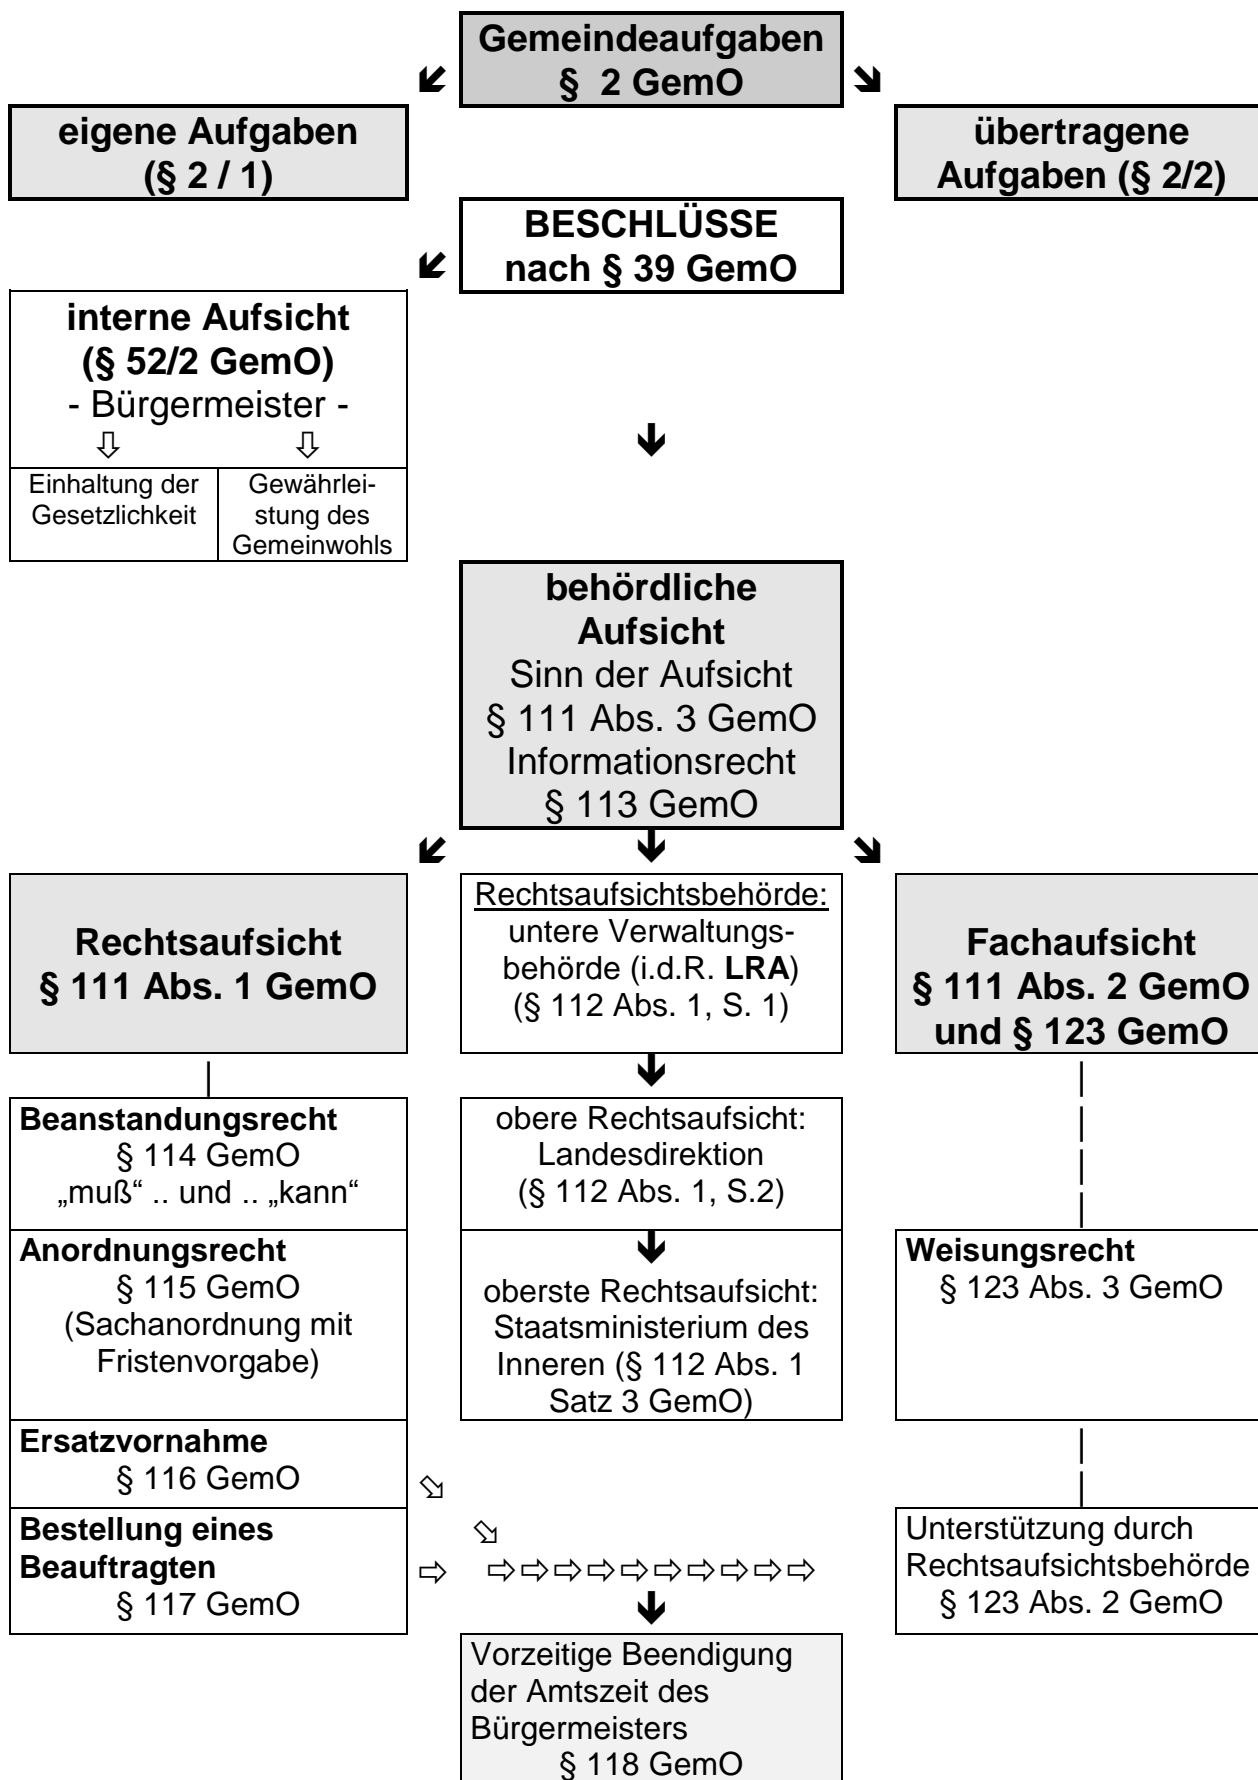 Gemeindeaufgaben
§ 2 GemO
eigene Aufgaben
(§ 2 / 1)
übertragene
Aufgaben (§ 2/2)
BESCHLÜSSE
nach § 39 GemO
interne Aufsicht
(§ 52/2 GemO)
- Bürgermeister -
Einhaltung der
Gesetzlichkeit
Gewährlei-
stung des
Gemeinwohls
behördliche
Aufsicht
Sinn der Aufsicht
§ 111 Abs. 3 GemO
Informationsrecht
§ 113 GemO
Rechtsaufsicht
§ 111 Abs. 1 GemO
Rechtsaufsichtsbehörde:
untere Verwaltungs-
behörde (i.d.R. LRA)
(§ 112 Abs. 1, S. 1)
Fachaufsicht
§ 111 Abs. 2 GemO
und § 123 GemO
Beanstandungsrecht
§ 114 GemO
„muß“ .. und .. „kann“
obere Rechtsaufsicht:
Landesdirektion
(§ 112 Abs. 1, S.2)
Anordnungsrecht
§ 115 GemO
(Sachanordnung mit
Fristenvorgabe)
oberste Rechtsaufsicht:
Staatsministerium des
Inneren (§ 112 Abs. 1
Satz 3 GemO)
Weisungsrecht
§ 123 Abs. 3 GemO
Ersatzvornahme
§ 116 GemO
Bestellung eines
Beauftragten
§ 117 GemO
Unterstützung durch
Rechtsaufsichtsbehörde
§ 123 Abs. 2 GemO
Vorzeitige Beendigung
der Amtszeit des
Bürgermeisters
§ 118 GemO